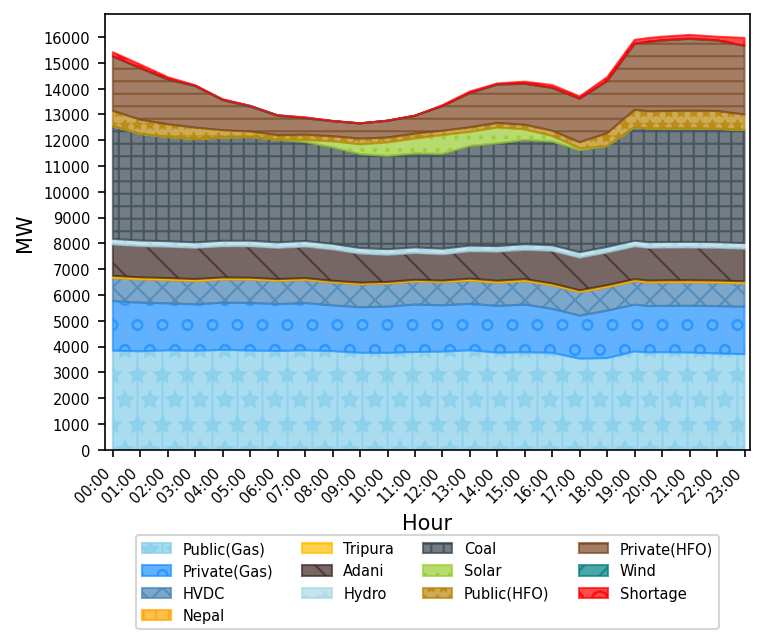 16000
15000
14000
13000
12000
11000
10000
9000
8000
7000
6000
5000
4000
3000
2000
1000
0
MW
00:00 01:00 02:00 03:00 04:00 05:00 06:00 07:00 08:00 09:00 10:00 11:00 12:00 13:00 14:00 15:00 16:00 17:00 18:00 19:00 20:00 21:00 22:00 23:00
Hour
Public(Gas) Tripura Coal Private(HFO)
Private(Gas) Adani Solar Wind
HVDC Hydro Public(HFO) Shortage
Nepal